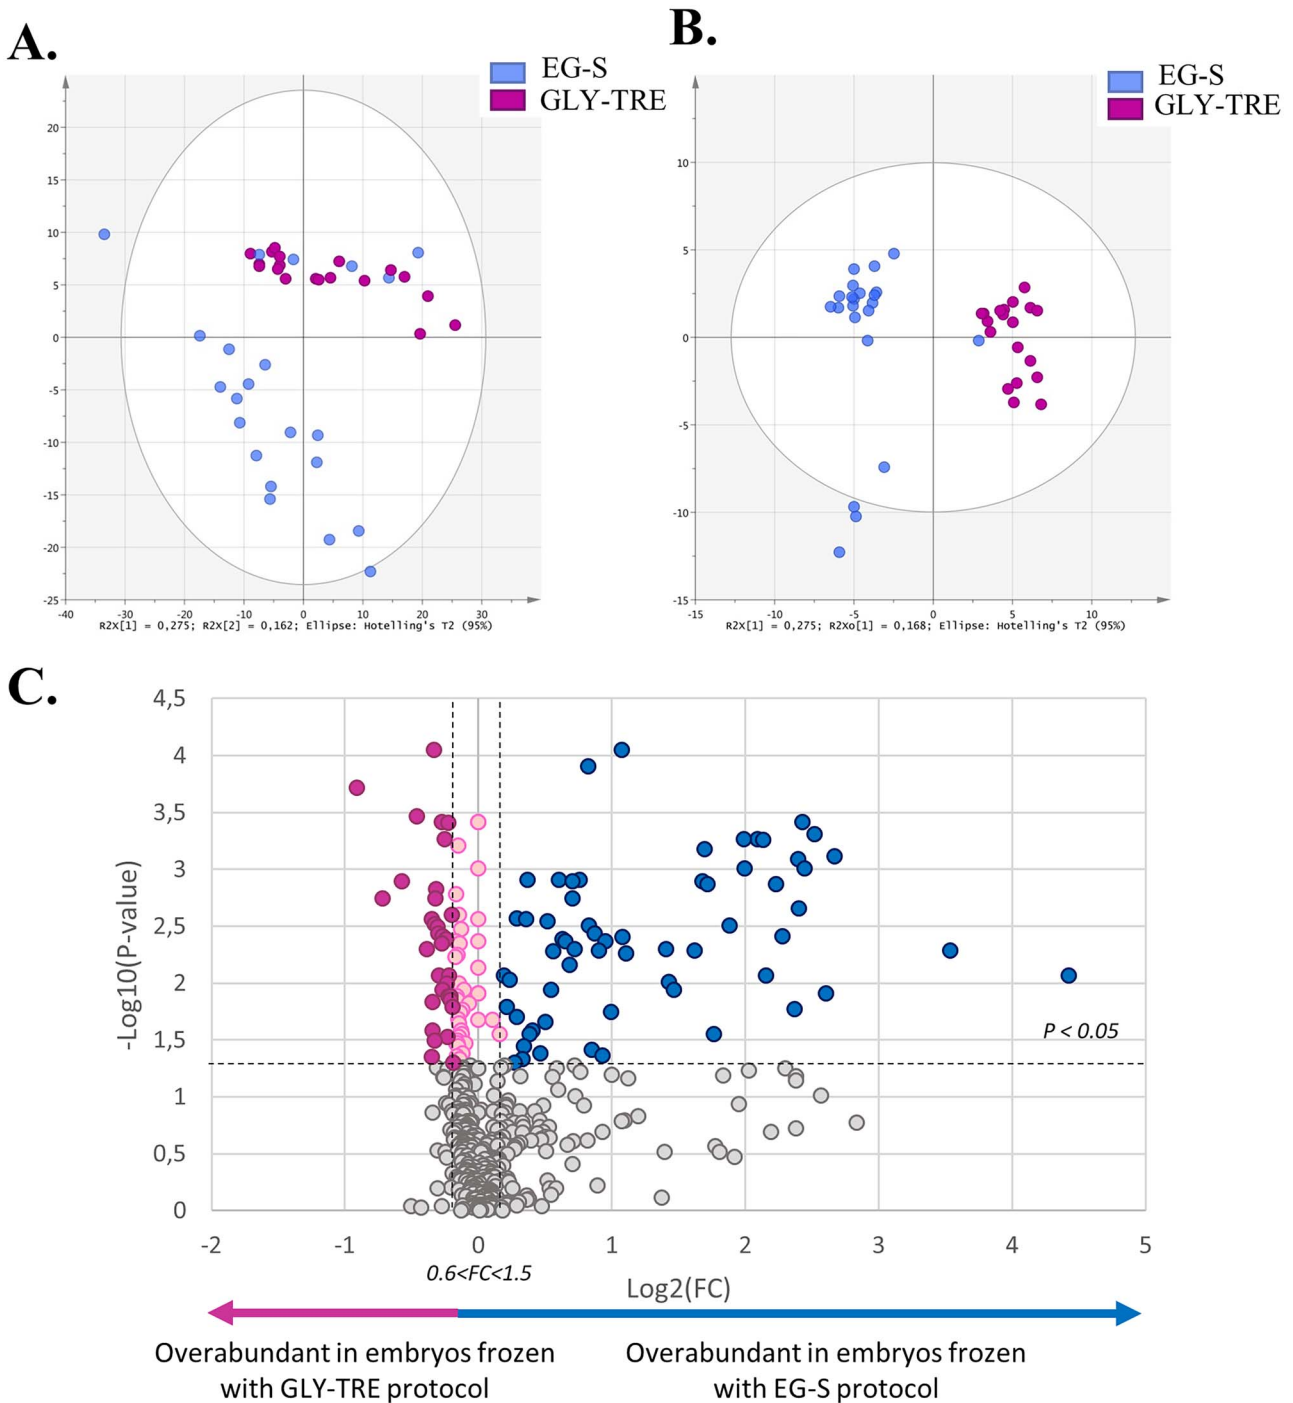 A.
EG-S
GLY-TRE
20
15
10
5
0
-5
-10
-15
-20
-25
-40 -30 -20 -10 0 10 20 30
R2X[1] = 0,275; R2X[2] = 0,162; Ellipse: Hotelling's T2 (95%)
B.
EG-S
GLY-TRE
10
5
0
-5
-10
-15
-15 -10 -5 0 5 10
R2X[1] = 0,275; R2Xo[1] = 0,168; Ellipse: Hotelling's T2 (95%)
C.
-Log10(P-value)
4,5
4
3,5
3
2,5
2
1,5
1
0,5
0
P < 0.05
-2 -1 0 1 2 3 4 5
0.6<FC<1.5
Log2(FC)
Overabundant in embryos frozen
with GLY-TRE protocol
Overabundant in embryos frozen
with EG-S protocol